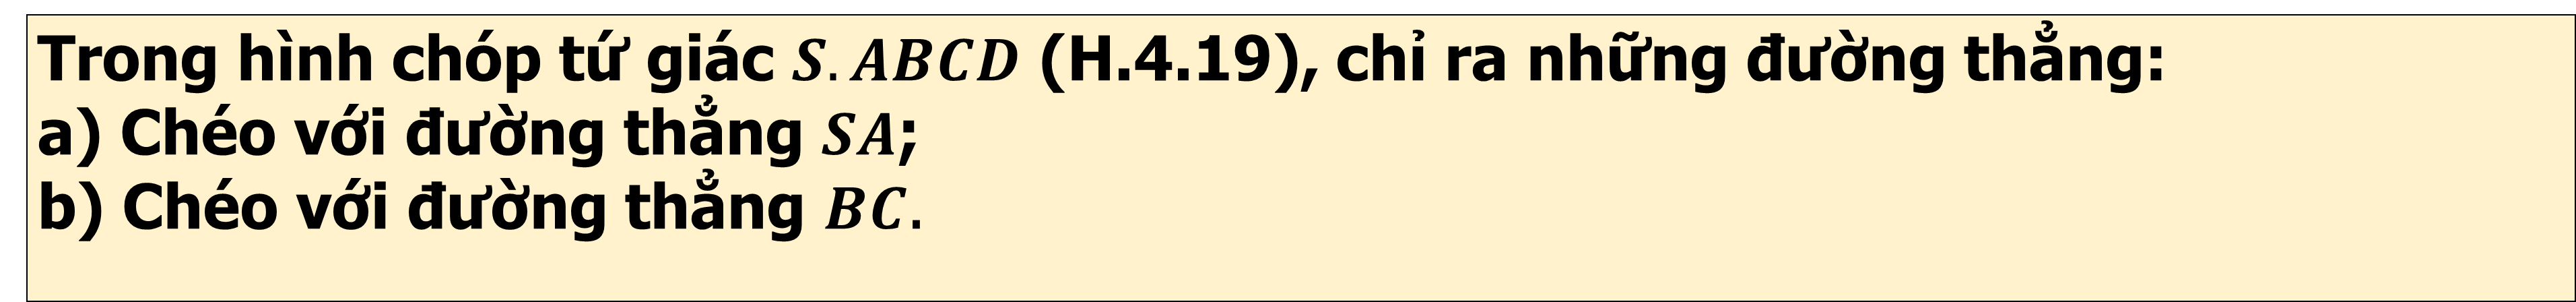 Trong hình chóp tứ giác S.ABCD (H.4.19), chỉ ra những đường thẳng:
a) Chéo với đường thẳng SA;
b) Chéo với đường thẳng BC.